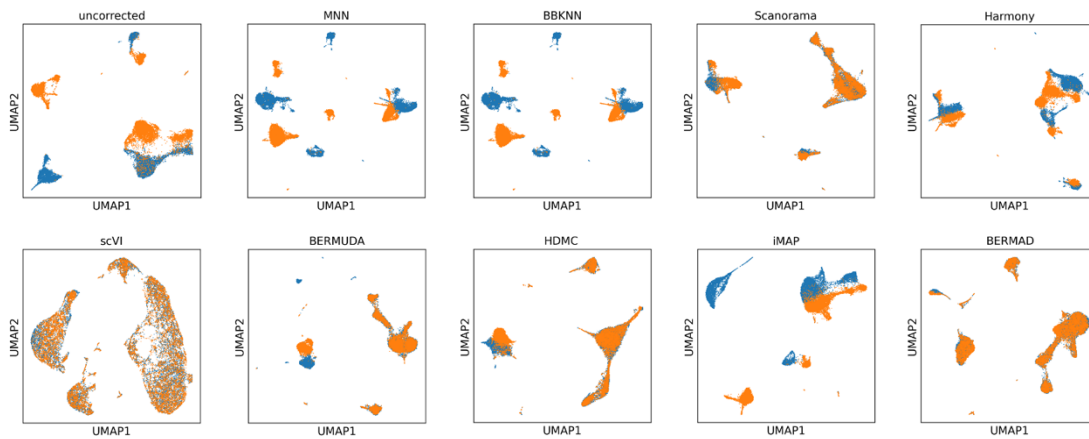 uncorrected
MNN
BBKNN
Scanorama
Harmony
UMAP2
UMAP2
UMAP2
UMAP2
UMAP2
UMAP1
UMAP1
UMAP1
UMAP1
UMAP1
scVI
BERMUDA
HDMC
iMAP
BERMAD
UMAP2
UMAP2
UMAP2
UMAP2
UMAP2
UMAP1
UMAP1
UMAP1
UMAP1
UMAP1